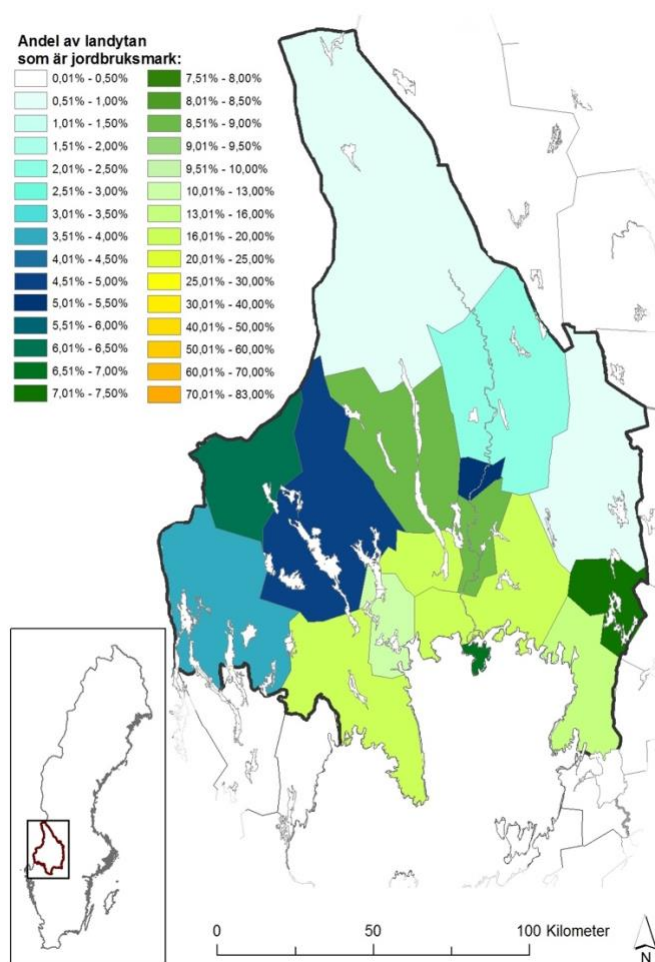 Andel av landytan
som är jordbruksmark:
0,01% - 0,50%
0,51% - 1,00%
1,01% - 1,50%
1,51% - 2,00%
2,01% - 2,50%
2,51% - 3,00%
3,01% - 3,50%
3,51% - 4,00%
4,01% - 4,50%
4,51% - 5,00%
5,01% - 5,50%
5,51% - 6,00%
6,01% - 6,50%
6,51% - 7,00%
7,01% - 7,50%
7,51% - 8,00%
8,01% - 8,50%
8,51% - 9,00%
9,01% - 9,50%
9,51% - 10,00%
10,01% - 13,00%
13,01% - 16,00%
16,01% - 20,00%
20,01% - 25,00%
25,01% - 30,00%
30,01% - 40,00%
40,01% - 50,00%
50,01% - 60,00%
60,01% - 70,00%
70,01% - 83,00%
0 50 100 Kilometer
N